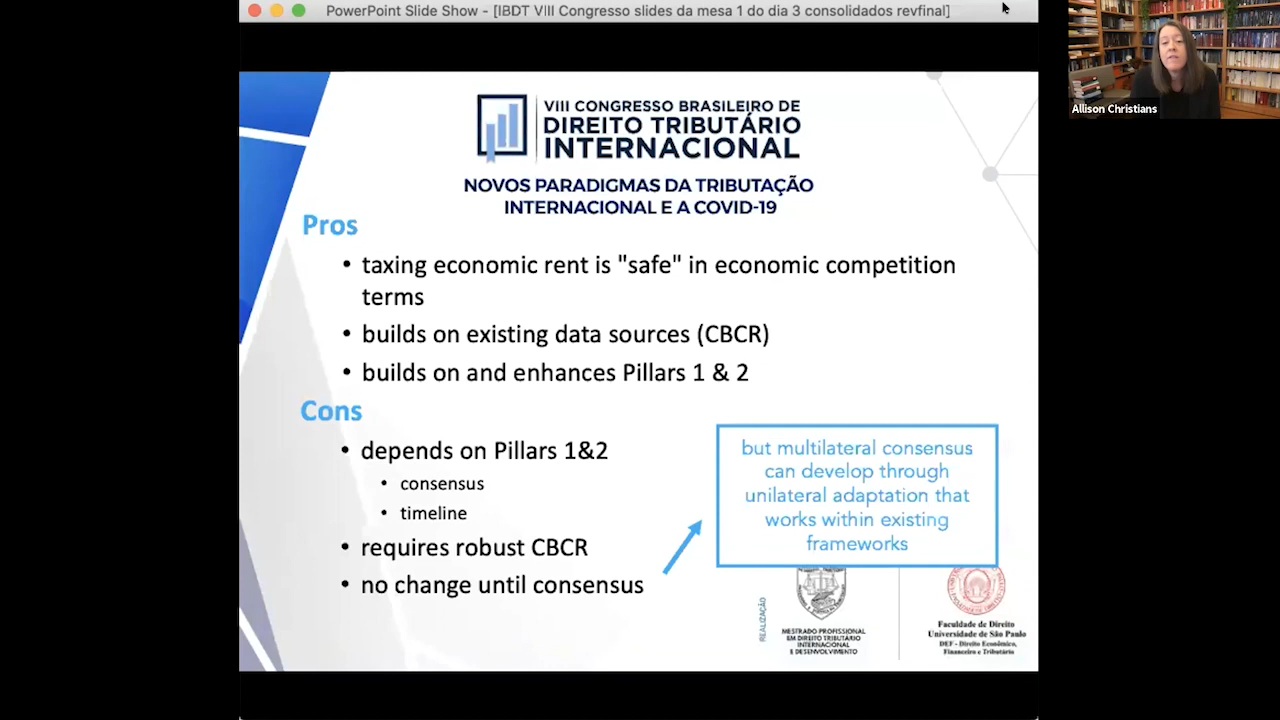 PowerPoint Slide Show - [IBDT VIII Congresso slides da mesa 1 do dia 3 consolidados revfinal]
Allison Christians
VIII CONGRESSO BRASILEIRO DE
DIREITO TRIBUTÁRIO
INTERNACIONAL
NOVOS PARADIGMAS DA TRIBUTAÇÃO
INTERNACIONAL E A COVID-19
Pros
• taxing economic rent is "safe" in economic competition
terms
• builds on existing data sources (CBCR)
• builds on and enhances Pillars 1 & 2
Cons
• depends on Pillars 1&2
• consensus
• timeline
• requires robust CBCR
• no change until consensus
but multilateral consensus
can develop through
unilateral adaptation that
works within existing
frameworks
REALIZAÇÃO
MESTRADO PROFISSIONAL
EM DIREITO TRIBUTÁRIO
INTERNACIONAL
E DESENVOLVIMENTO
Faculdade de Direito
Universidade de São Paulo
DEF - Direito Econômico,
Financeiro e Tributário